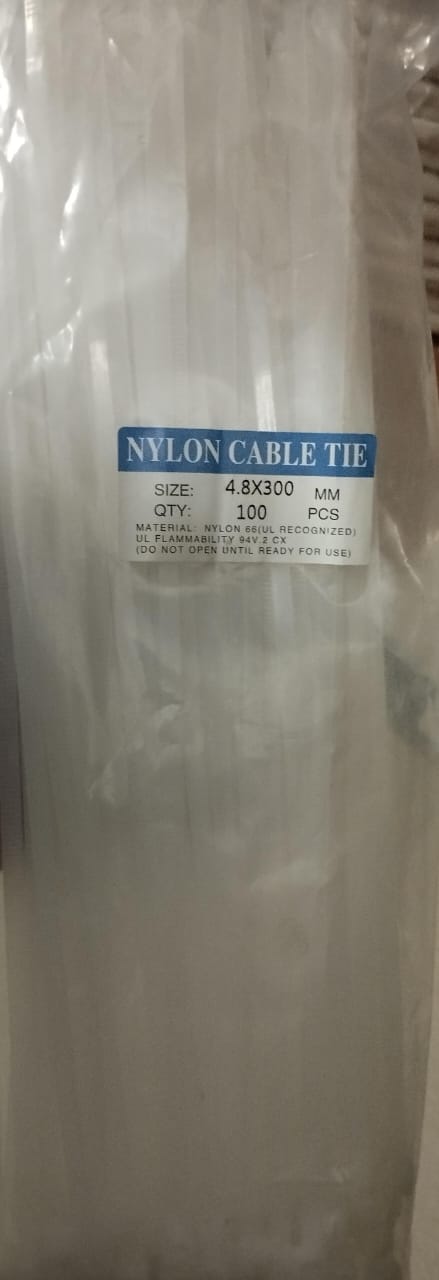 NYLON CABLE TIE
SIZE: 4.8X300 MM
QTY: 100 PCS
MATERIAL: NYLON 66(UL RECOGNIZED)
UL FLAMMABILITY 94V.2 CX
(DO NOT OPEN UNTIL READY FOR USE)